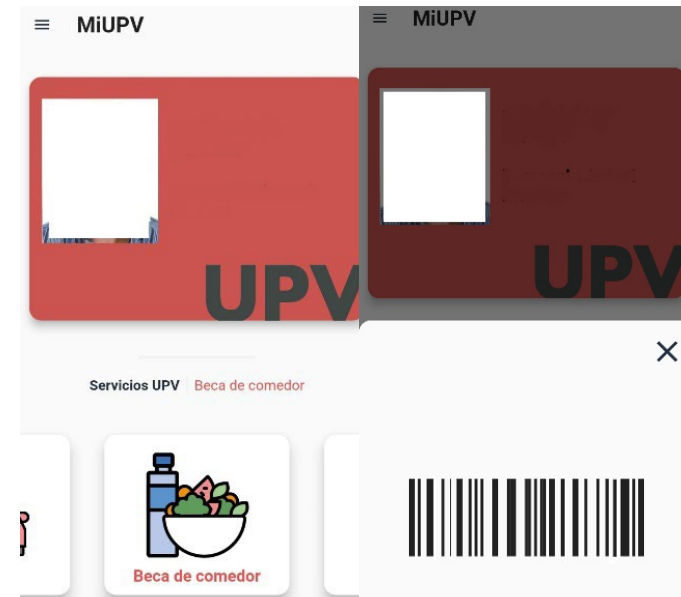 MiUPV
UPV
Servicios UPV Beca de comedor
Beca de comedor
MiUPV
UPV